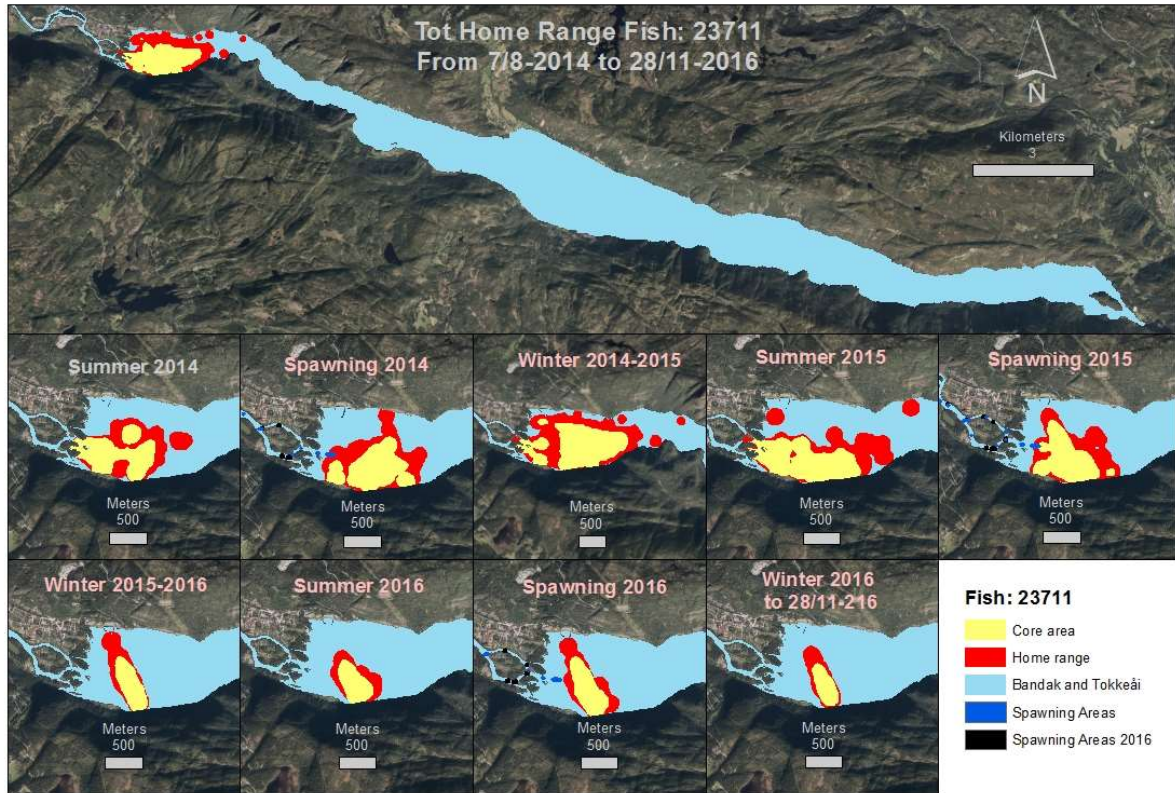 Tot Home Range Fish: 23711
From 7/8-2014 to 28/11-2016
N
Kilometers
3
Summer 2014
Meters
500
Spawning 2014
Meters
500
Winter 2014-2015
Meters
500
Summer 2015
Meters
500
Spawning 2015
Meters
500
Winter 2015-2016
Meters
500
Summer 2016
Meters
500
Spawning 2016
Meters
500
Winter 2016
to 28/11-216
Meters
500
Fish: 23711
Core area
Home range
Bandak and Tokkeåi
Spawning Areas
Spawning Areas 2016